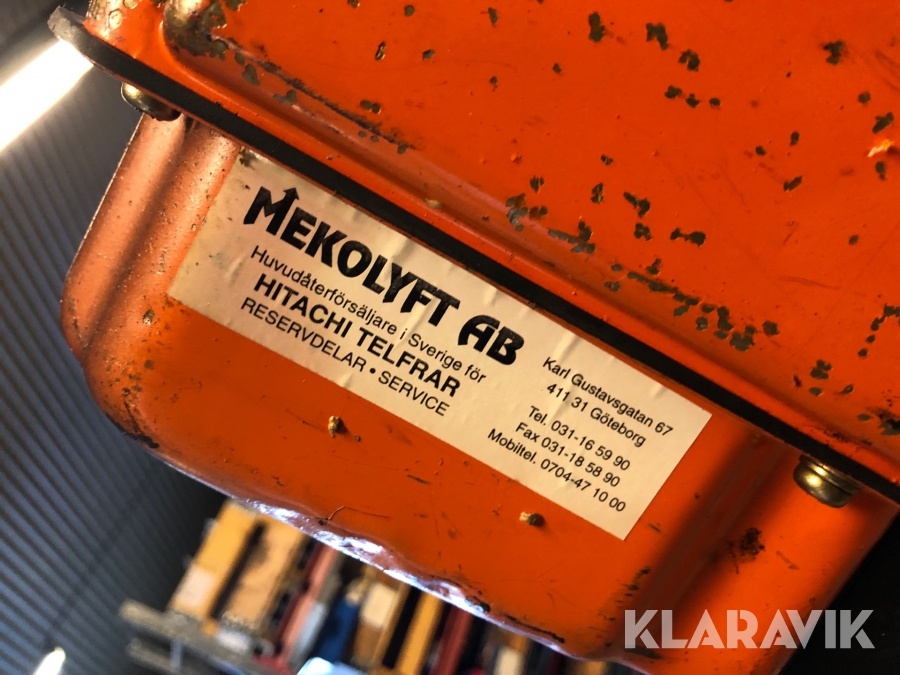 MEKOLYFT AB
Huvudåterförsäljare i Sverige för
HITACHI TELFRAR
RESERVDELAR • SERVICE
Karl Gustavsgatan 67
411 31 Göteborg
Tel. 031-16 59 90
Fax 031-18 58 90
Mobiltel. 0704-47 10 00
KLARAVIK